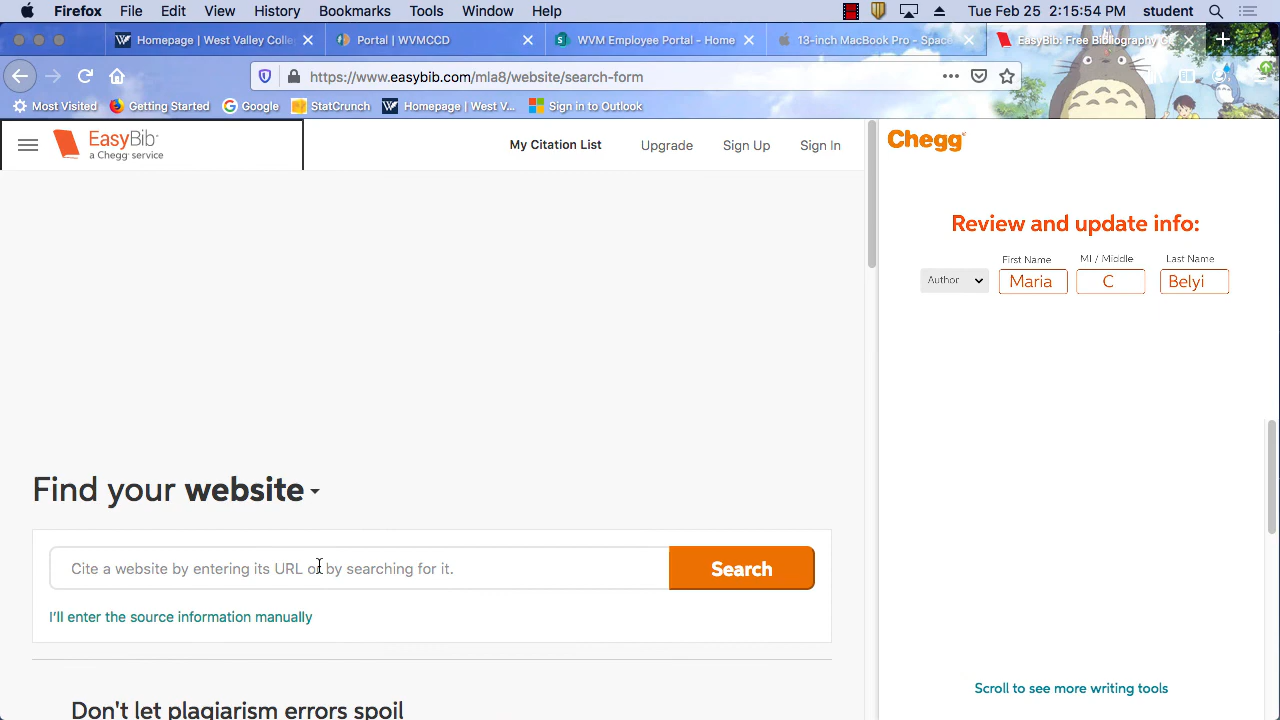 Firefox File Edit View History Bookmarks Tools Window Help Tue Feb 25 2:15:54 PM student
Homepage | West Valley Colle
Portal | WVMCCD
WVM Employee Portal - Home
13-inch MacBook Pro - Space
EasyBib: Free Bibliography G
https://www.easybib.com/mla8/website/search-form
Most Visited Getting Started Google StatCrunch Homepage | West V... Sign in to Outlook
EasyBib
a Chegg service
My Citation List Upgrade Sign Up Sign In
Find your website
Cite a website by entering its URL or by searching for it.
Search
I'll enter the source information manually
Don't let plagiarism errors spoil
Chegg
Review and update info:
First Name MI / Middle Last Name
Author Maria C Belyi
Scroll to see more writing tools